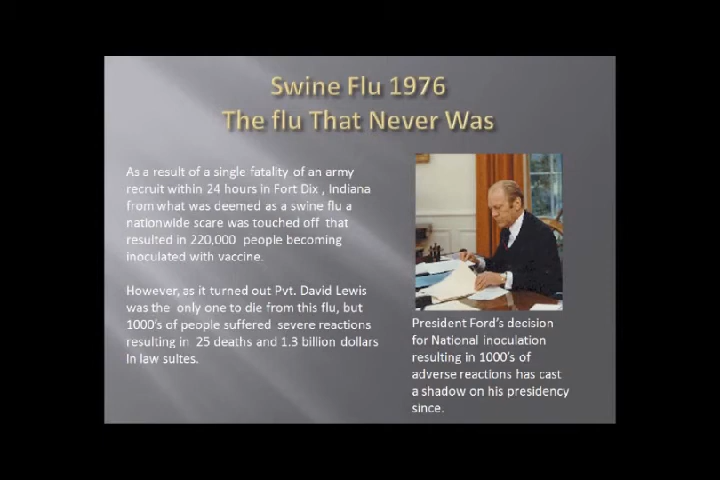 Swine Flu 1976
The flu That Never Was
As a result of a single fatality of an army
recruit within 24 hours in Fort Dix , Indiana
from what was deemed as a swine flu a
nationwide scare was touched off that
resulted in 220,000 people becoming
inoculated with vaccine.
However, as it turned out Pvt. David Lewis
was the only one to die from this flu, but
1000's of people suffered severe reactions
resulting in 25 deaths and 1.3 billion dollars
in law suites.
President Ford's decision
for National inoculation
resulting in 1000's of
adverse reactions has cast
a shadow on his presidency
since.